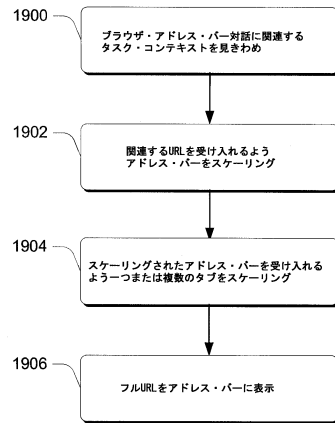 1900
ブラウザ・アドレス・バー対話に関連する
タスク・コンテキストを見きわめ
1902
関連するURLを受け入れるよう
アドレス・バーをスケーリング
1904
スケーリングされたアドレス・バーを受け入れる
よう一つまたは複数のタブをスケーリング
1906
フルURLをアドレス・バーに表示